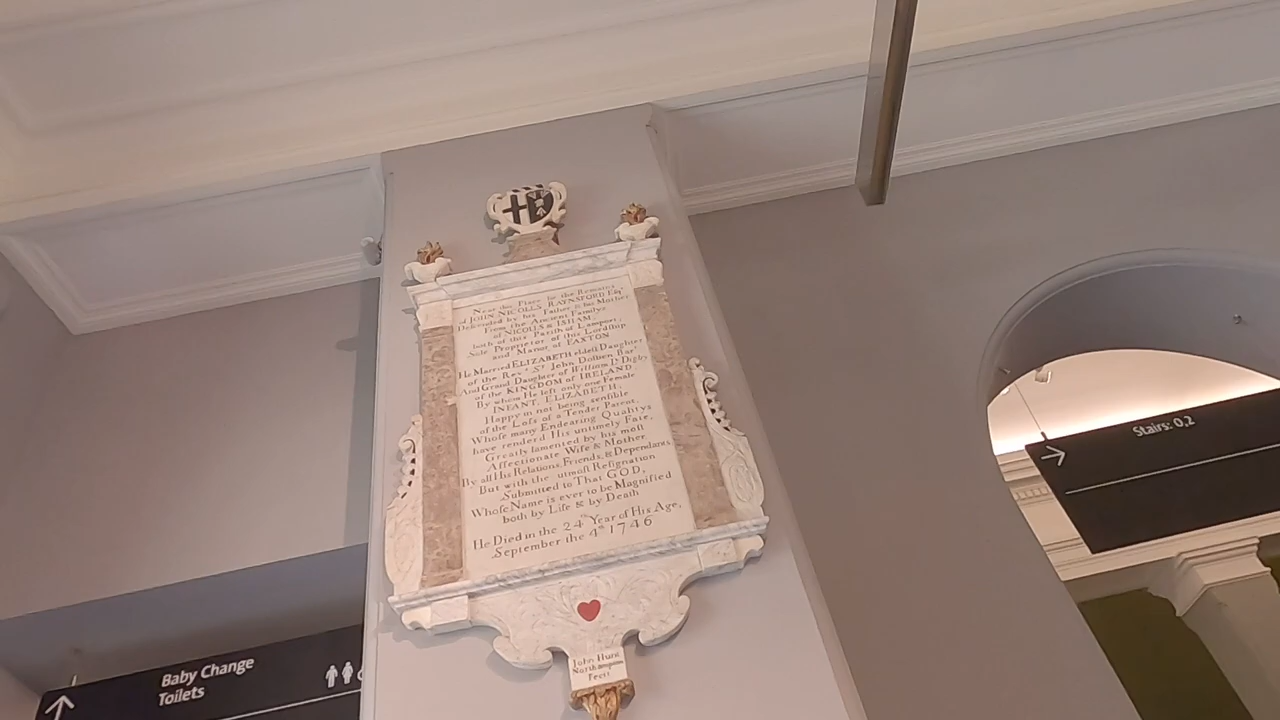 Near this Place lie the Remains
of JOHN NICOLLS RAYNSFORD Esqr
Descended by his Father & his Mother
From the Ancient Familys
of NICOLLS & ISHAM,
both of this Parish of Lamport,
Sole Proprietor of this Lordship
and Manor of FAXTON
He Married ELIZABETH eldest Daughter
of the Revd Sr John Dolben Bart
And Grand Daughter of William Ld Digby
of the KINGDOM of IRELAND,
By whom He left only one Female
INFANT, ELIZABETH,
Happy in not being sensible
of the Loss of a Tender Parent,
Whose many Endearing Qualitys
have renderd His untimely Fate,
Greatly lamented by his most
Affectionate Wife & Mother,
By all His Relations, Friends, & Dependants,
But with the utmost Resignation
Submitted to That GOD,
Whose Name is ever to be Magnified
both by Life & by Death
He Died in the 24th Year of His Age,
September the 4th 1746
John Hunt
Northampton
Fecit
Stairs: 0,2
Baby Change
Toilets